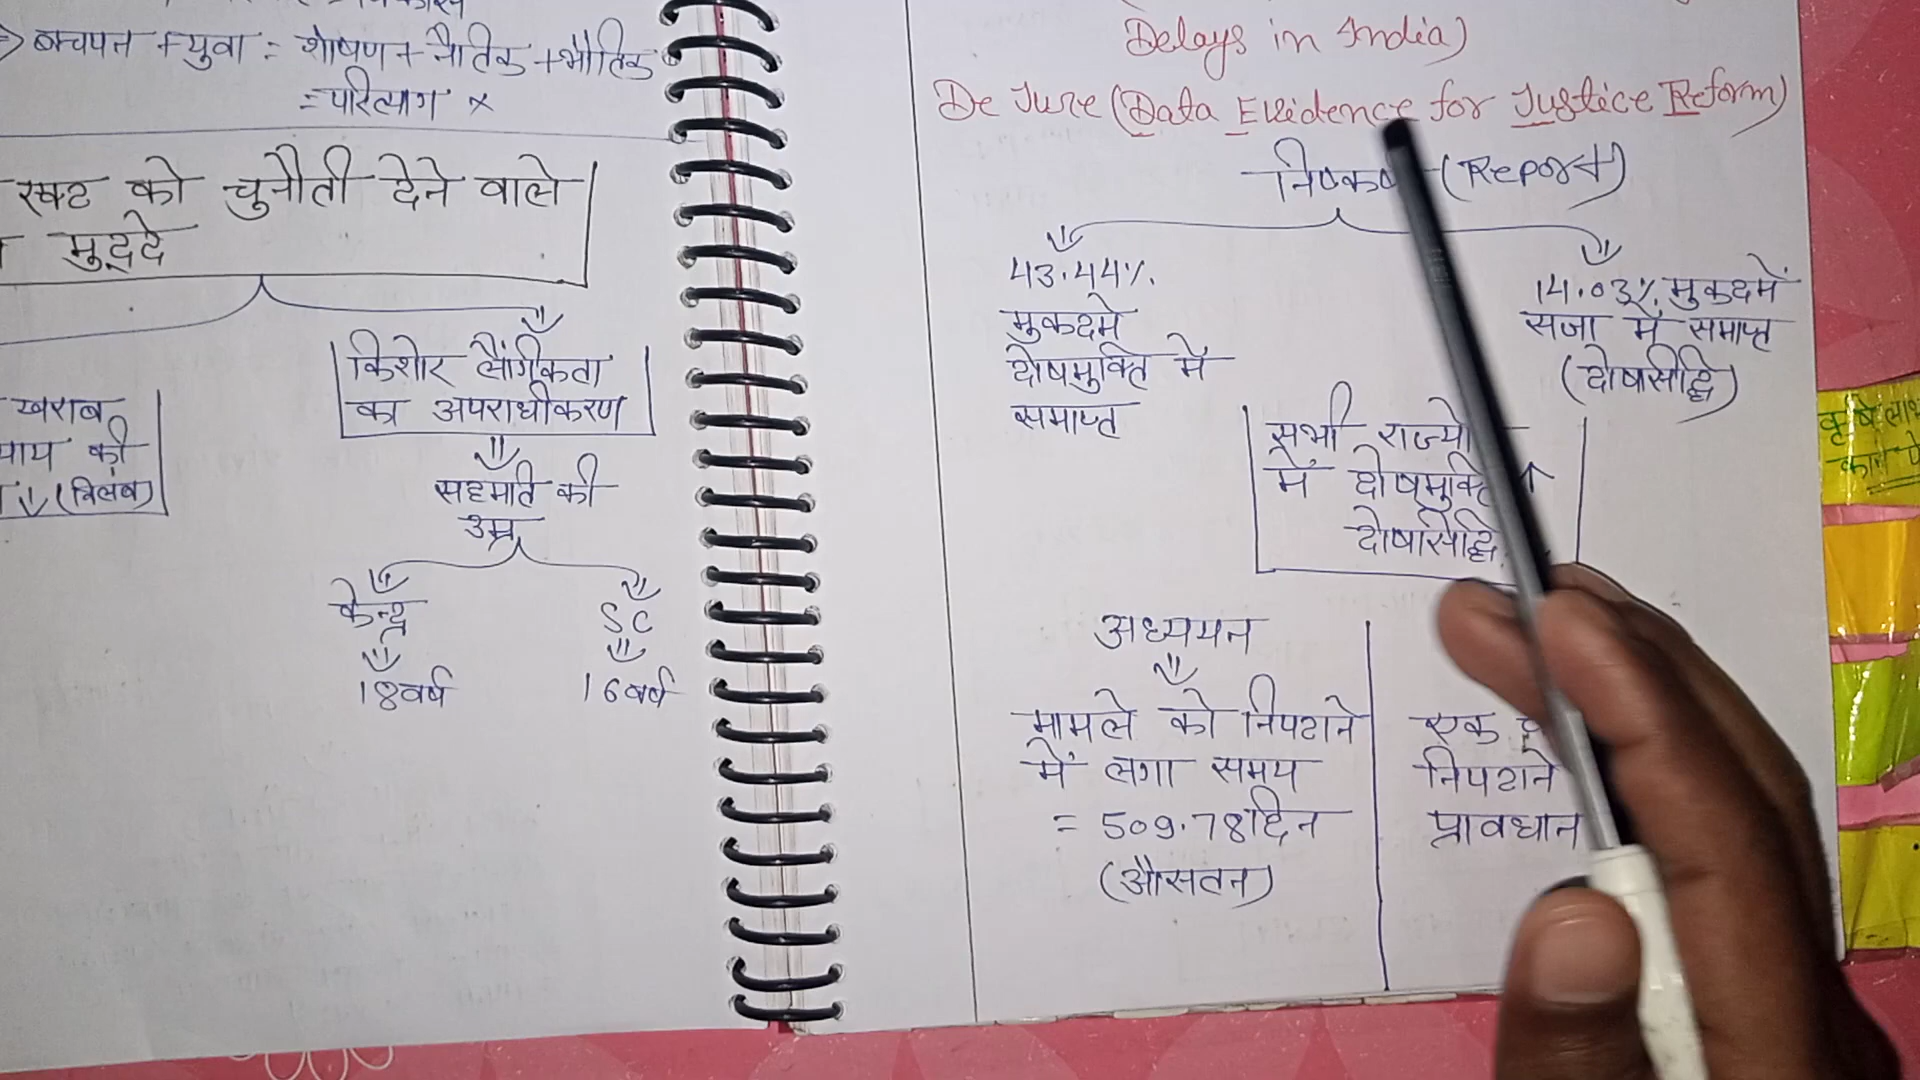 बचपन + युवा = शोषण + नैतिक + भौतिक
= परित्याग ×
को चुनौती देने वाले
मुद्दे
किशोर लैंगीकता
का अपराधीकरण
खराब
की
(विलंब)
सहमति की
उम्र
केन्द्र
SC
18 वर्ष
16 वर्ष
Delays in India)
De Jure (Data Evidence for Justice Reform)
(Report)
43.44%
मुकदमे
दोषमुक्ति में
समाप्त
14.03% मुकदमें
सजा में समाप्त
(दोषसिद्धि)
सभी
में दोषमुक्ति
दोषसिद्धि
अध्ययन
मामले को निपटाने
में लगा समय
= 509.78 दिन
(औसतन)
एक
निपटाने
प्रावधान